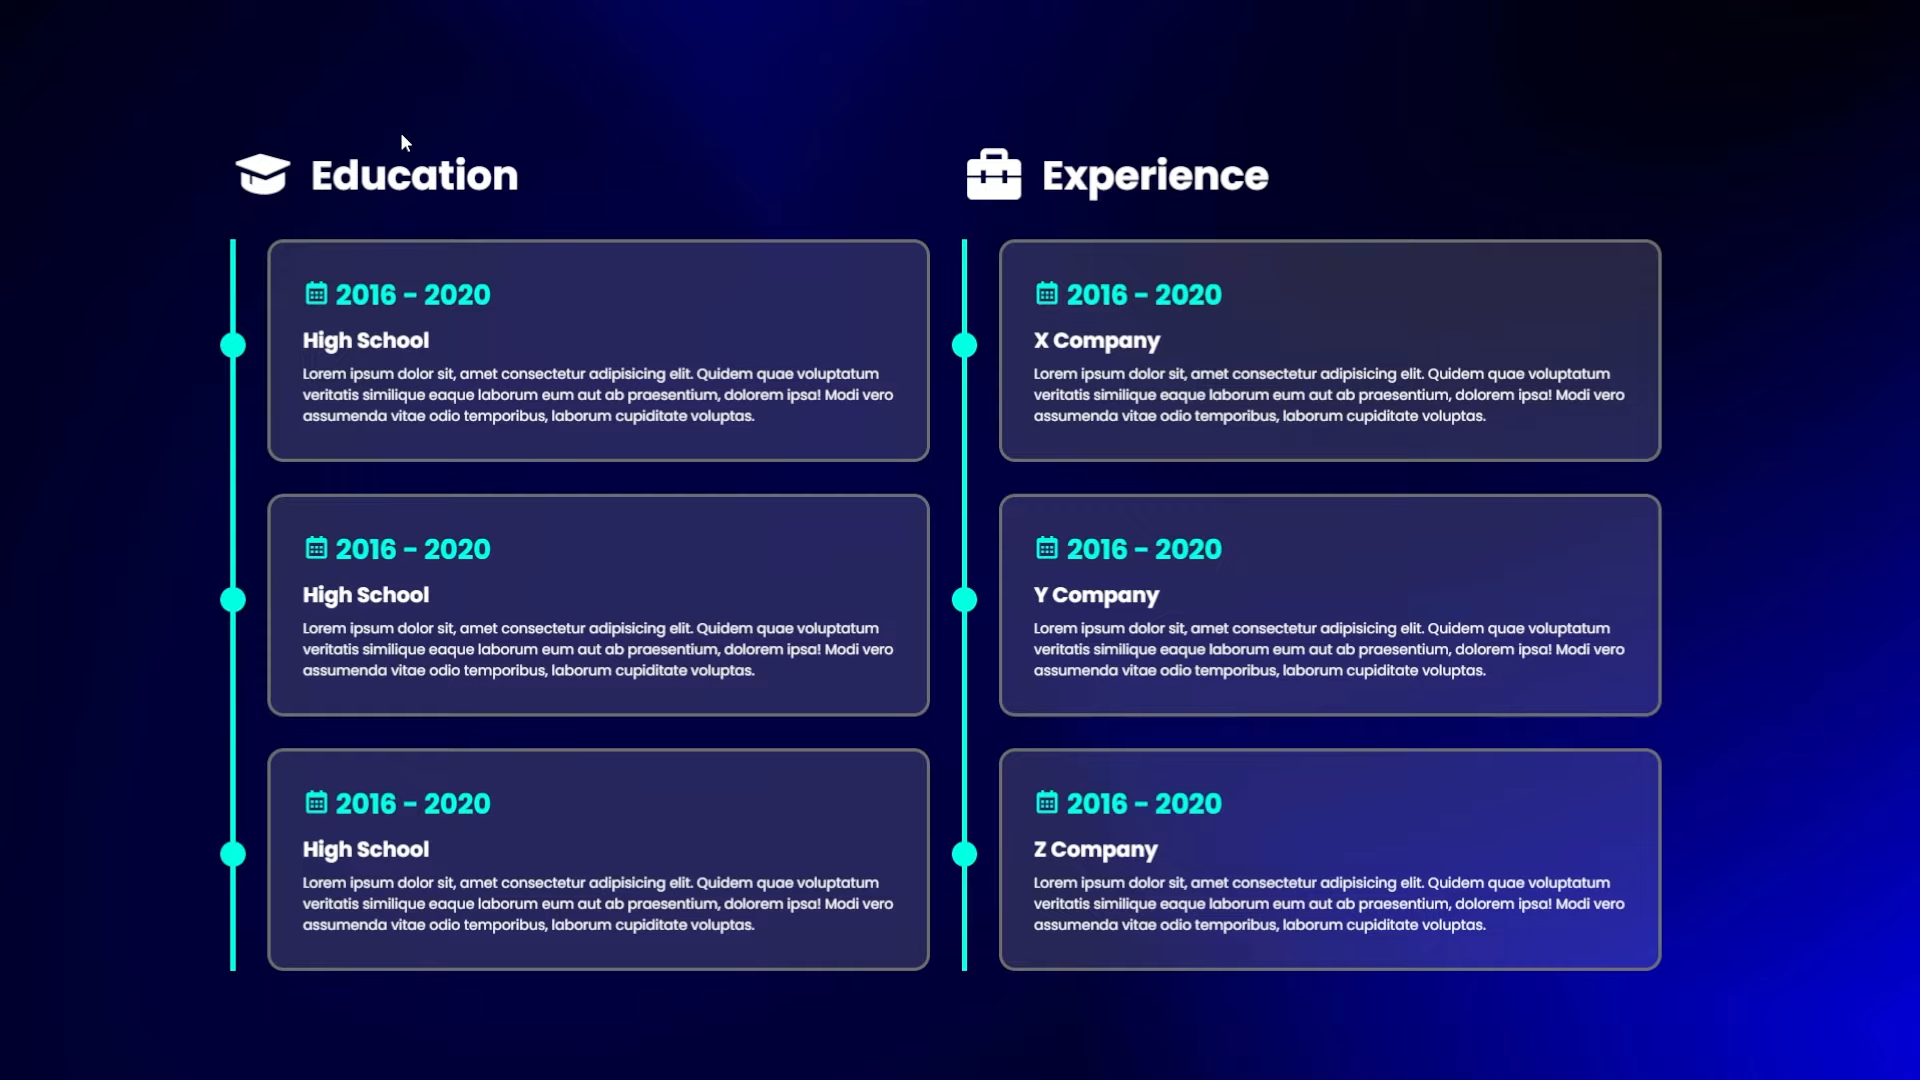 Education
2016 - 2020
High School
Lorem ipsum dolor sit, amet consectetur adipisicing elit. Quidem quae voluptatum
veritatis similique eaque laborum eum aut ab praesentium, dolorem ipsa! Modi vero
assumenda vitae odio temporibus, laborum cupiditate voluptas.
2016 - 2020
High School
Lorem ipsum dolor sit, amet consectetur adipisicing elit. Quidem quae voluptatum
veritatis similique eaque laborum eum aut ab praesentium, dolorem ipsa! Modi vero
assumenda vitae odio temporibus, laborum cupiditate voluptas.
2016 - 2020
High School
Lorem ipsum dolor sit, amet consectetur adipisicing elit. Quidem quae voluptatum
veritatis similique eaque laborum eum aut ab praesentium, dolorem ipsa! Modi vero
assumenda vitae odio temporibus, laborum cupiditate voluptas.
Experience
2016 - 2020
X Company
Lorem ipsum dolor sit, amet consectetur adipisicing elit. Quidem quae voluptatum
veritatis similique eaque laborum eum aut ab praesentium, dolorem ipsa! Modi vero
assumenda vitae odio temporibus, laborum cupiditate voluptas.
2016 - 2020
Y Company
Lorem ipsum dolor sit, amet consectetur adipisicing elit. Quidem quae voluptatum
veritatis similique eaque laborum eum aut ab praesentium, dolorem ipsa! Modi vero
assumenda vitae odio temporibus, laborum cupiditate voluptas.
2016 - 2020
Z Company
Lorem ipsum dolor sit, amet consectetur adipisicing elit. Quidem quae voluptatum
veritatis similique eaque laborum eum aut ab praesentium, dolorem ipsa! Modi vero
assumenda vitae odio temporibus, laborum cupiditate voluptas.